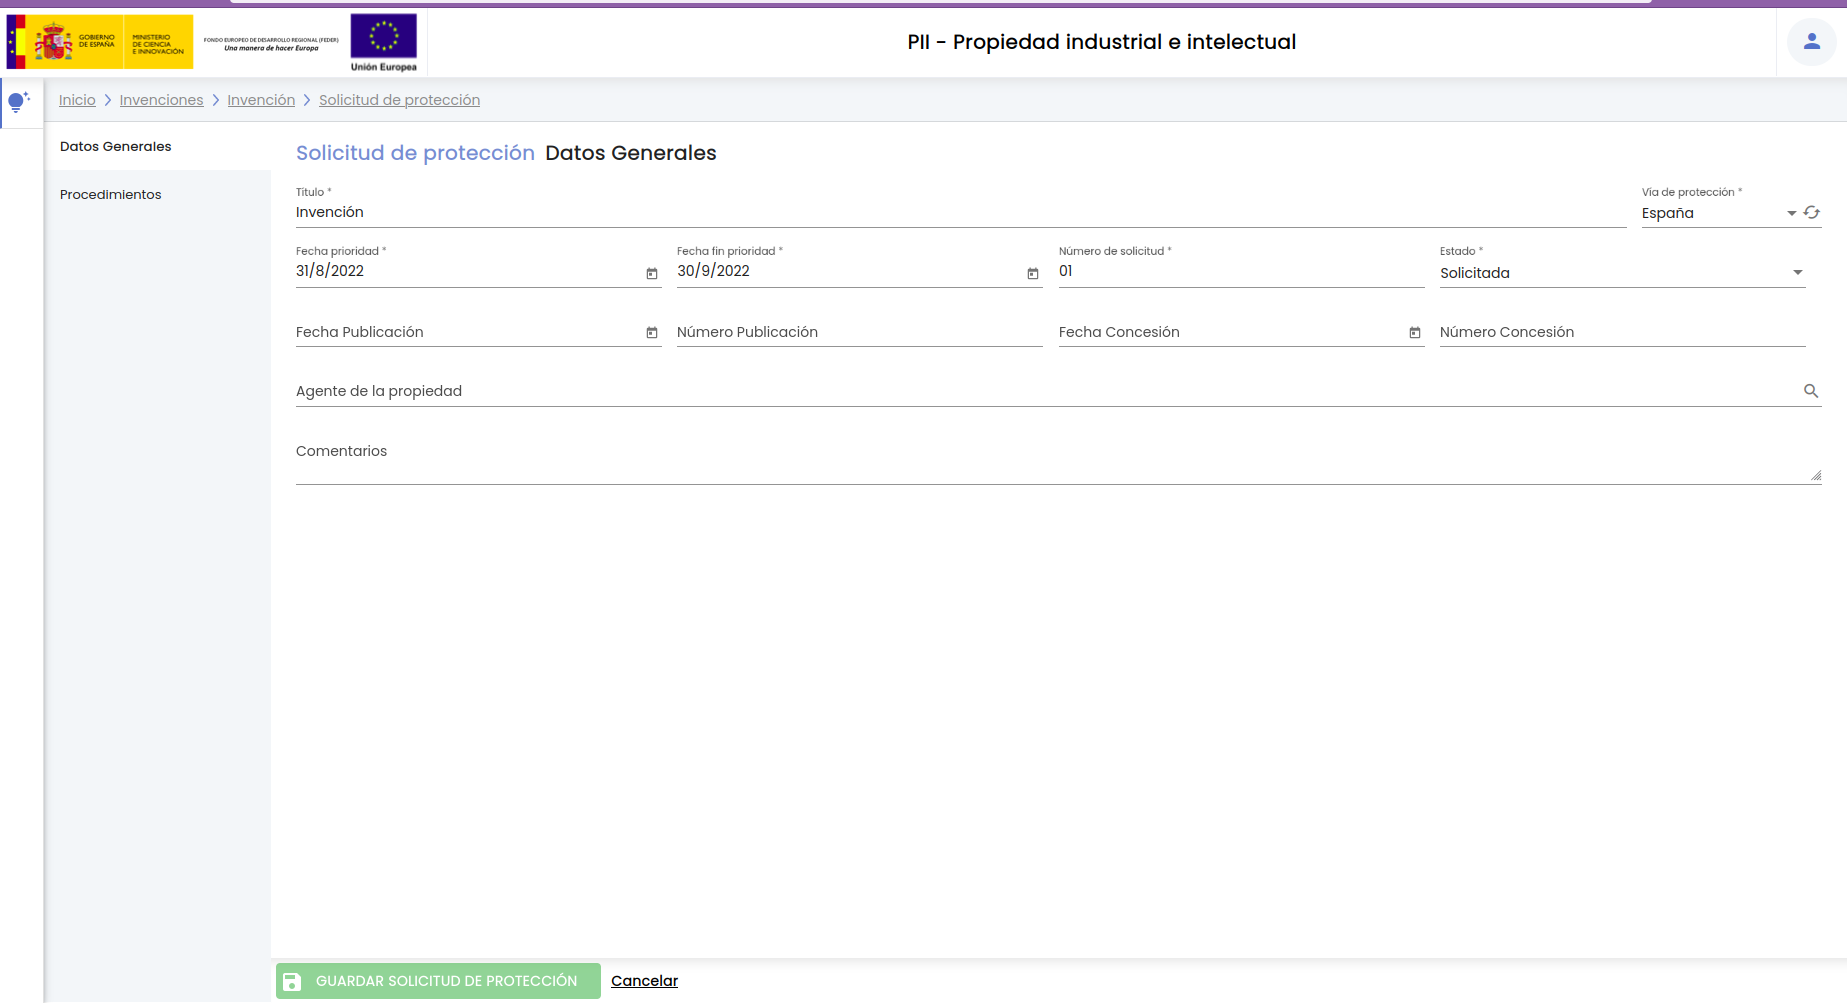 GOBIERNO
DE ESPAÑA
MINISTERIO
DE CIENCIA
E INNOVACIÓN
FONDO EUROPEO DE DESARROLLO REGIONAL (FEDER)
Una manera de hacer Europa
Unión Europea
PII - Propiedad industrial e intelectual
Inicio > Invenciones > Invención > Solicitud de protección
Datos Generales
Procedimientos
Solicitud de protección Datos Generales
Título * Vía de protección *
Invención España
Fecha prioridad * Fecha fin prioridad * Número de solicitud * Estado *
31/8/2022 30/9/2022 01 Solicitada
Fecha Publicación Número Publicación Fecha Concesión Número Concesión
Agente de la propiedad
Comentarios
GUARDAR SOLICITUD DE PROTECCIÓN Cancelar